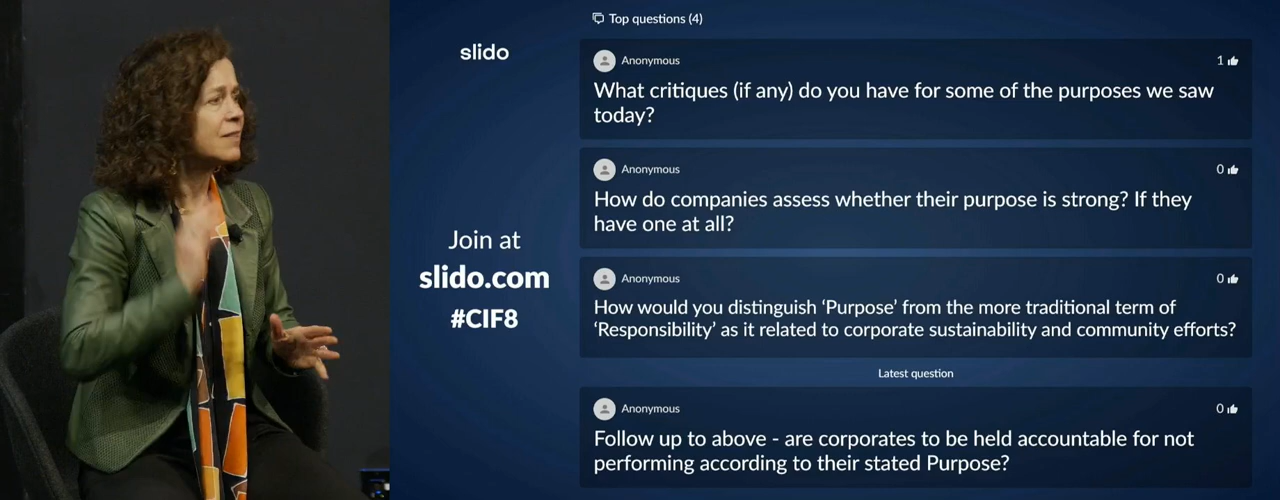 Top questions (4)
slido
Anonymous
1
What critiques (if any) do you have for some of the purposes we saw
today?
Anonymous
0
How do companies assess whether their purpose is strong? If they
have one at all?
Join at
slido.com
#CIF8
Anonymous
0
How would you distinguish ‘Purpose’ from the more traditional term of
‘Responsibility’ as it related to corporate sustainability and community efforts?
Latest question
Anonymous
0
Follow up to above - are corporates to be held accountable for not
performing according to their stated Purpose?